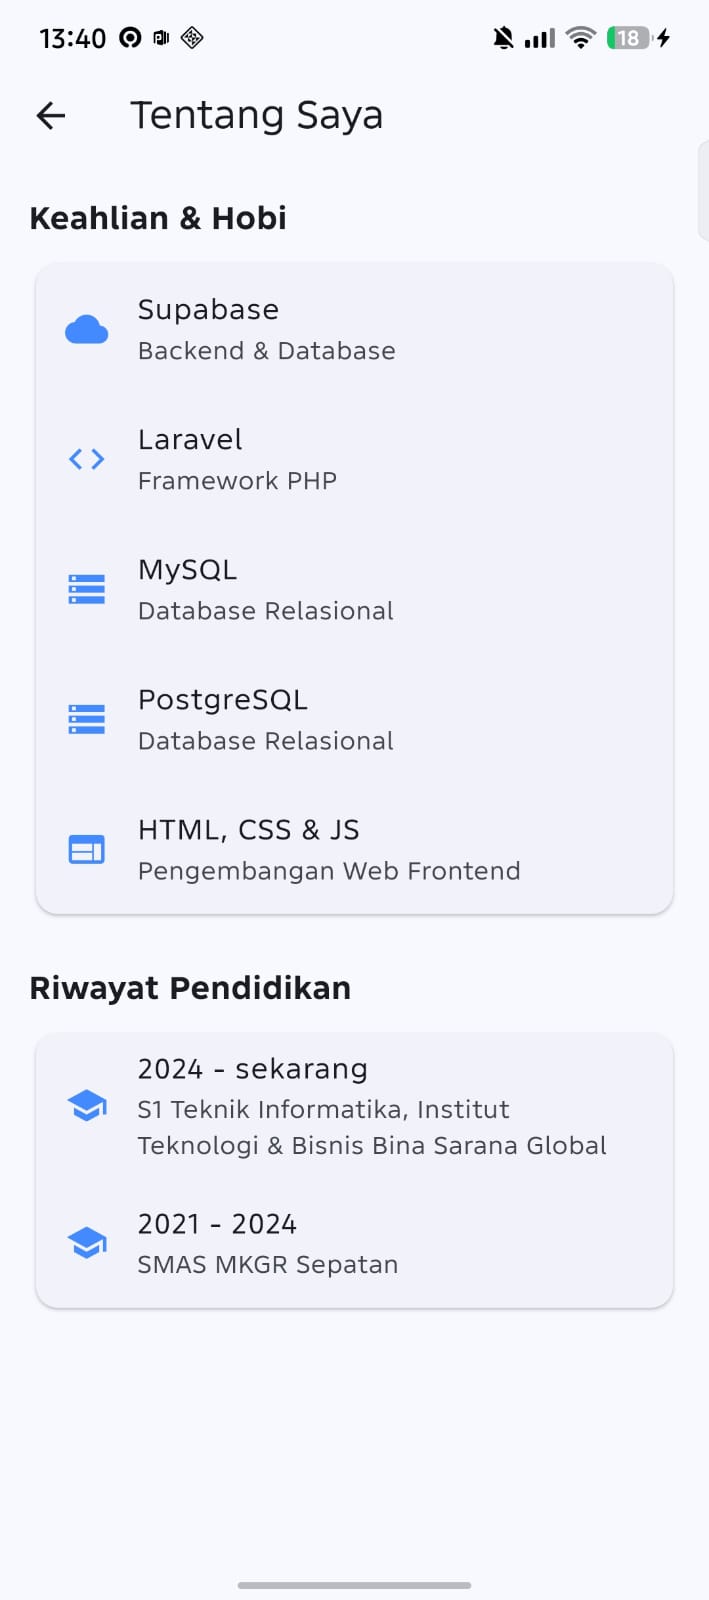 13:40
18
Tentang Saya
Keahlian & Hobi
Supabase
Backend & Database
Laravel
Framework PHP
MySQL
Database Relasional
PostgreSQL
Database Relasional
HTML, CSS & JS
Pengembangan Web Frontend
Riwayat Pendidikan
2024 - sekarang
S1 Teknik Informatika, Institut
Teknologi & Bisnis Bina Sarana Global
2021 - 2024
SMAS MKGR Sepatan